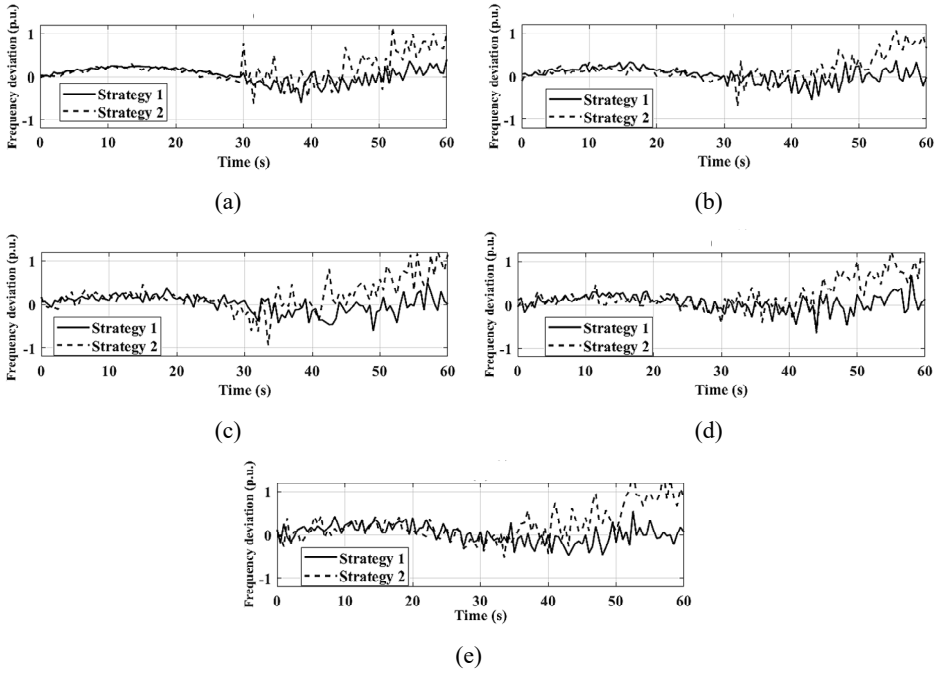 Frequency deviation (p.u.)
1
0
-1
Strategy 1
Strategy 2
0 10 20 30 40 50 60
Time (s)
(a)
Frequency deviation (p.u.)
1
0
-1
Strategy 1
Strategy 2
0 10 20 30 40 50 60
Time (s)
(b)
Frequency deviation (p.u.)
1
0
-1
Strategy 1
Strategy 2
0 10 20 30 40 50 60
Time (s)
(c)
Frequency deviation (p.u.)
1
0
-1
Strategy 1
Strategy 2
0 10 20 30 40 50 60
Time (s)
(d)
Frequency deviation (p.u.)
1
0
-1
Strategy 1
Strategy 2
0 10 20 30 40 50 60
Time (s)
(e)